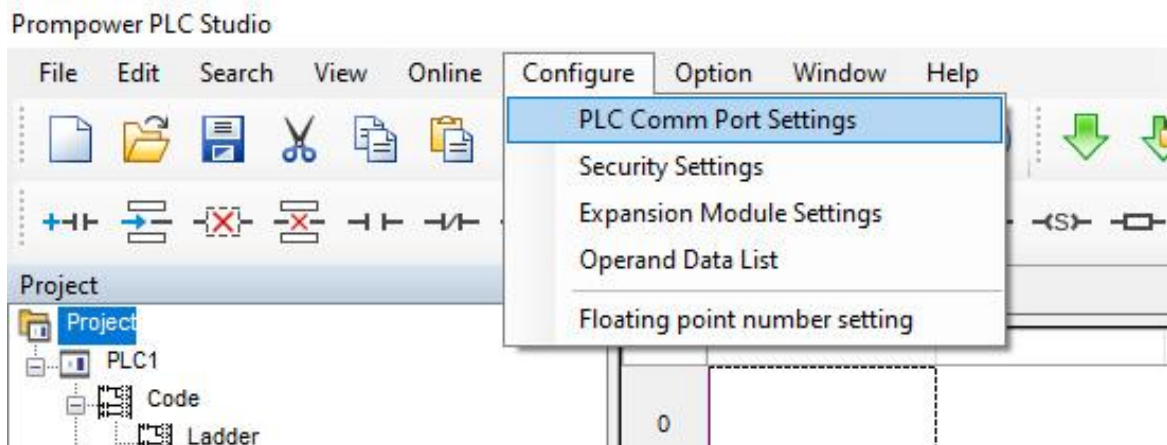 Prompower PLC Studio
File Edit Search View Online Configure Option Window Help
PLC Comm Port Settings
Security Settings
Expansion Module Settings
Operand Data List
Floating point number setting
(S)
Project
Project
PLC1
Code
Ladder
0